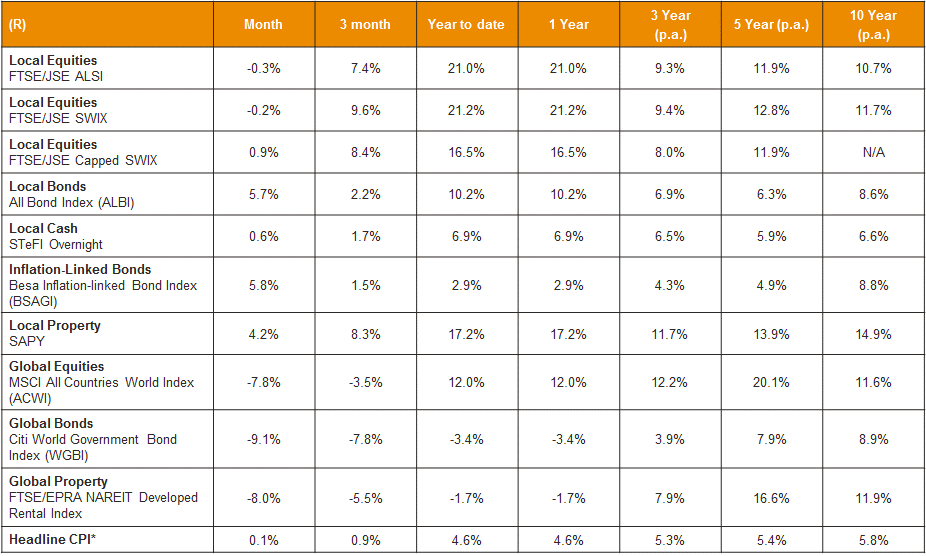 (R) Month 3 month Year to date 1 Year 3 Year (p.a.) 5 Year (p.a.) 10 Year (p.a.)
Local Equities
FTSE/JSE ALSI -0.3% 7.4% 21.0% 21.0% 9.3% 11.9% 10.7%
Local Equities
FTSE/JSE SWIX -0.2% 9.6% 21.2% 21.2% 9.4% 12.8% 11.7%
Local Equities
FTSE/JSE Capped SWIX 0.9% 8.4% 16.5% 16.5% 8.0% 11.9% N/A
Local Bonds
All Bond Index (ALBI) 5.7% 2.2% 10.2% 10.2% 6.9% 6.3% 8.6%
Local Cash
STeFI Overnight 0.6% 1.7% 6.9% 6.9% 6.5% 5.9% 6.6%
Inflation-Linked Bonds
Besa Inflation-linked Bond Index
(BSAGI) 5.8% 1.5% 2.9% 2.9% 4.3% 4.9% 8.8%
Local Property
SAPY 4.2% 8.3% 17.2% 17.2% 11.7% 13.9% 14.9%
Global Equities
MSCI All Countries World Index
(ACWI) -7.8% -3.5% 12.0% 12.0% 12.2% 20.1% 11.6%
Global Bonds
Citi World Government Bond
Index (WGBI) -9.1% -7.8% -3.4% -3.4% 3.9% 7.9% 8.9%
Global Property
FTSE/EPRA NAREIT Developed
Rental Index -8.0% -5.5% -1.7% -1.7% 7.9% 16.6% 11.9%
Headline CPI* 0.1% 0.9% 4.6% 4.6% 5.3% 5.4% 5.8%